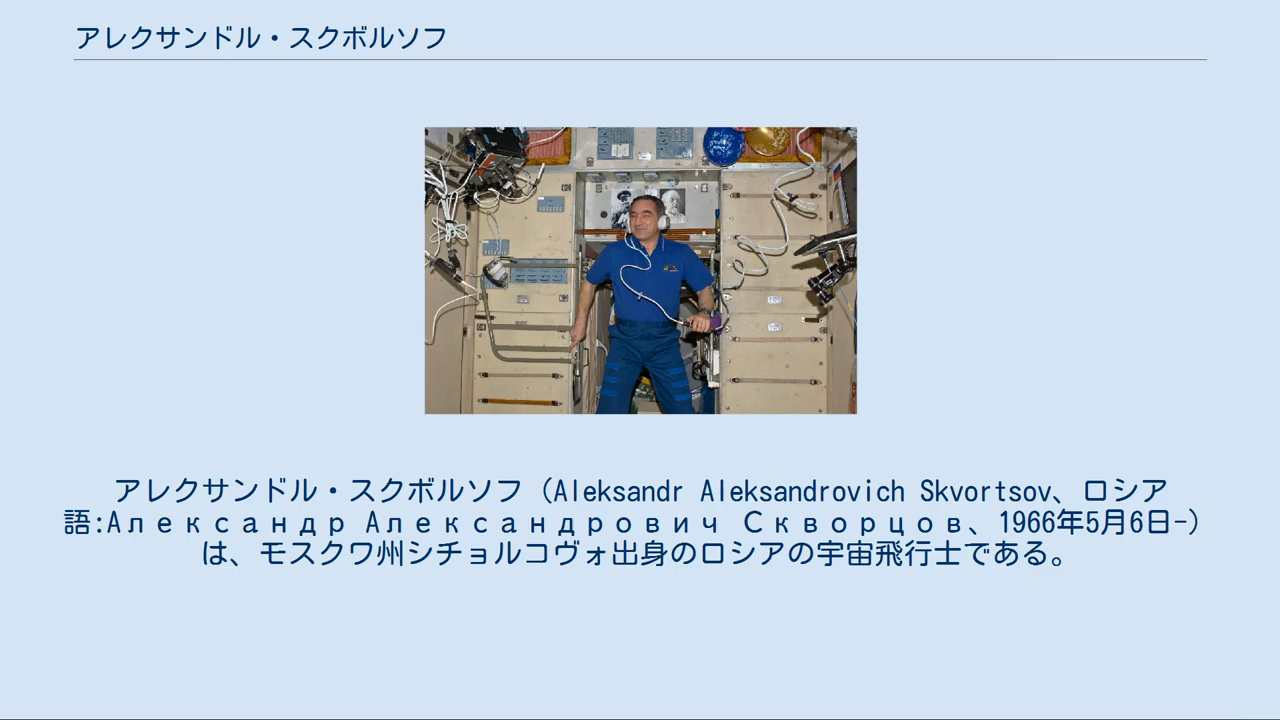 アレクサンドル・スクボルソフ
アレクサンドル・スクボルソフ（Aleksandr Aleksandrovich Skvortsov、ロシア
語:Александр Александрович Скворцов、1966年5月6日-）
は、モスクワ州シチョルコヴォ出身のロシアの宇宙飛行士である。